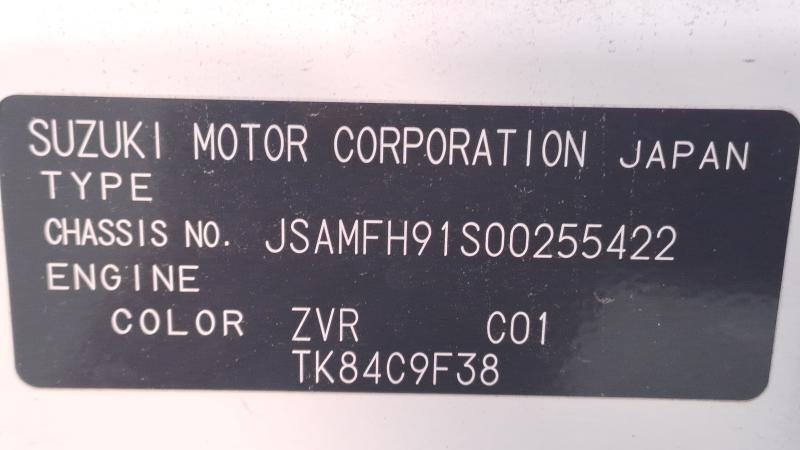 SUZUKI MOTOR CORPORATION JAPAN
TYPE
CHASSIS NO. JSAMFH91S00255422
ENGINE
COLOR ZVR C01
TK84C9F38